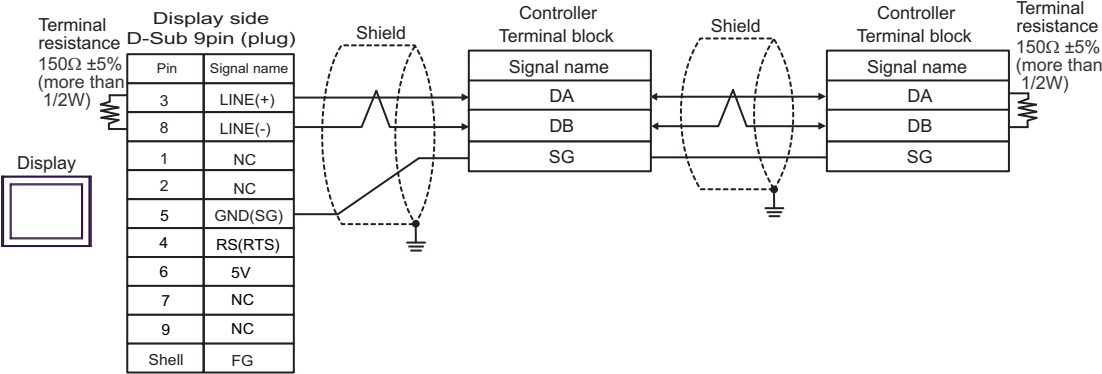 Terminal
resistance
150Ω ±5%
(more than
1/2W)
Display side
D-Sub 9pin (plug)
Pin Signal name
3 LINE(+)
8 LINE(-)
1 NC
2 NC
5 GND(SG)
4 RS(RTS)
6 5V
7 NC
9 NC
Shell FG
Display
Shield
Controller
Terminal block
Signal name
DA
DB
SG
Shield
Controller
Terminal block
Signal name
DA
DB
SG
Terminal
resistance
150Ω ±5%
(more than
1/2W)